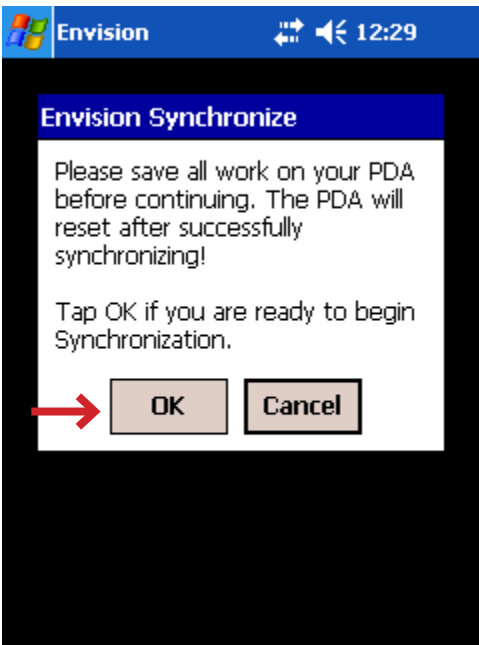 Envision 12:29
Envision Synchronize
Please save all work on your PDA
before continuing. The PDA will
reset after successfully
synchronizing!
Tap OK if you are ready to begin
Synchronization.
OK Cancel